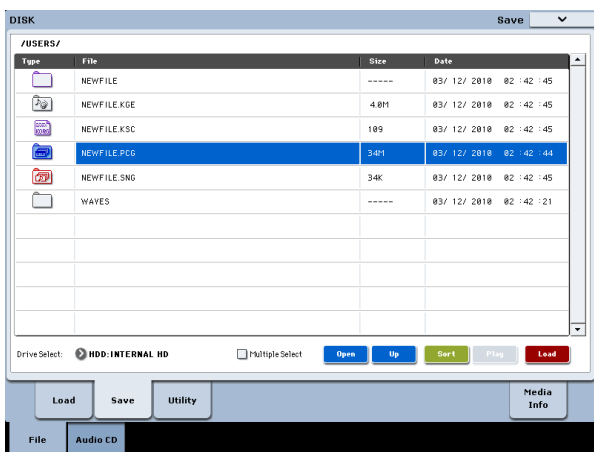 DISK Save
/USERS/
Type File Size Date
NEWFILE ----- 03/ 12/ 2010 02 :42 :45
NEWFILE.KGE 4.0M 03/ 12/ 2010 02 :42 :45
NEWFILE.KSC 109 03/ 12/ 2010 02 :42 :45
NEWFILE.PCG 34M 03/ 12/ 2010 02 :42 :44
NEWFILE.SNG 34K 03/ 12/ 2010 02 :42 :45
WAVES ----- 03/ 12/ 2010 02 :42 :21
Drive Select: HDD:INTERNAL HD Multiple Select Open Up Sort Play Load
Load Save Utility Media Info
File Audio CD